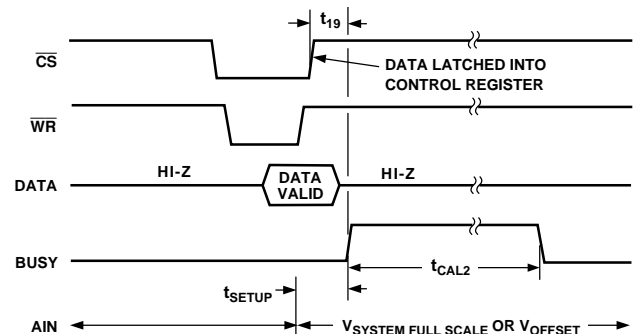 t19
CS
DATA LATCHED INTO
CONTROL REGISTER
WR
HI-Z
DATA
VALID
HI-Z
DATA
BUSY
tCAL2
tSETUP
AIN
VSYSTEM FULL SCALE OR VOFFSET